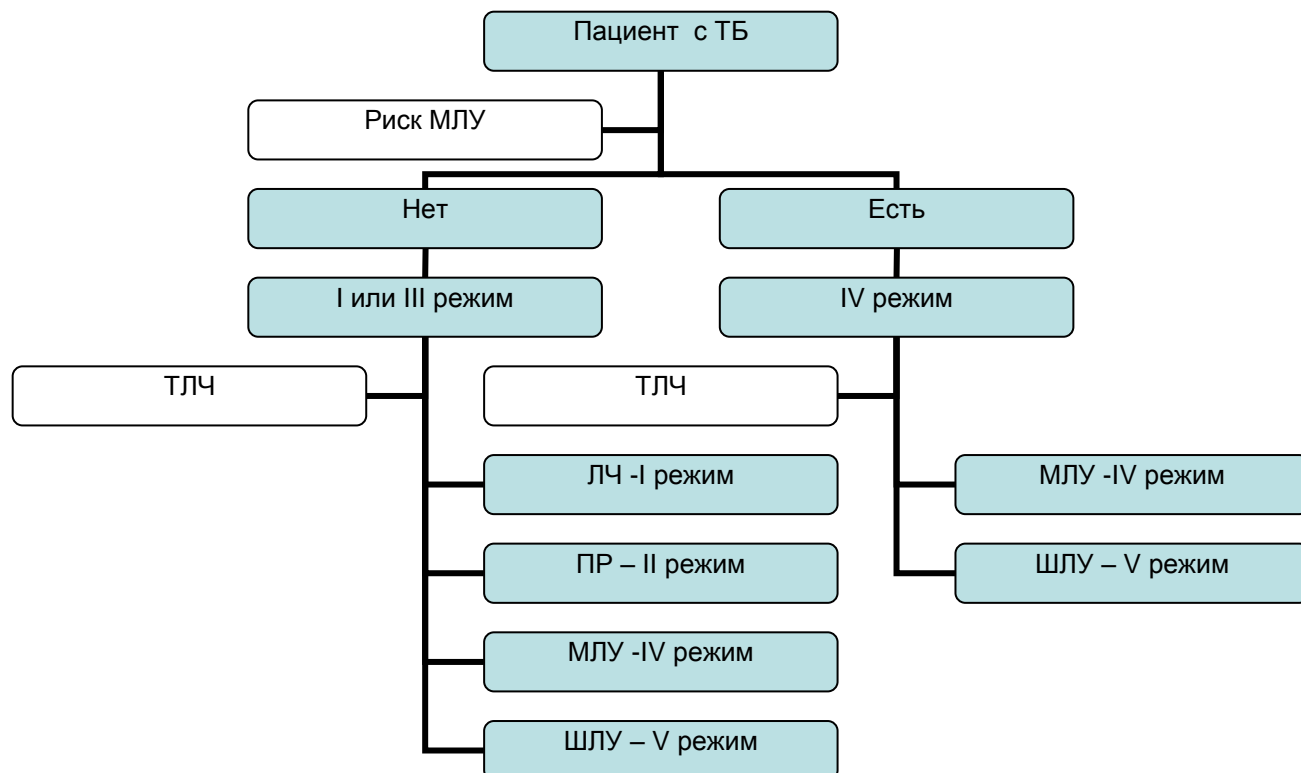 Пациент с ТБ
Риск МЛУ
Нет
Есть
I или III режим
IV режим
ТЛЧ
ТЛЧ
ЛЧ -I режим
МЛУ -IV режим
ПР – II режим
ШЛУ – V режим
МЛУ -IV режим
ШЛУ – V режим